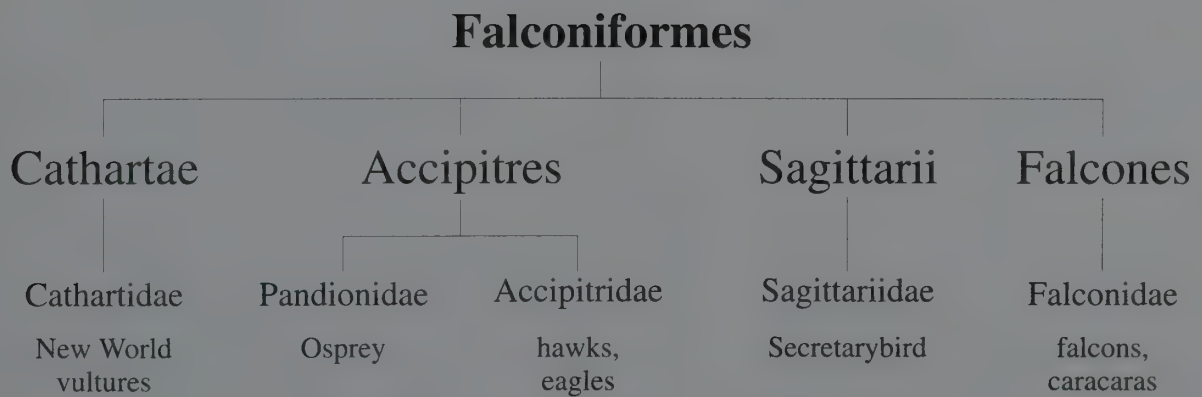 Falconiformes
Cathartae Accipitres Sagittarii Falcones
Cathartidae Pandionidae Accipitridae Sagittariidae Falconidae
New World Osprey hawks, Secretarybird falcons,
vultures eagles caracaras